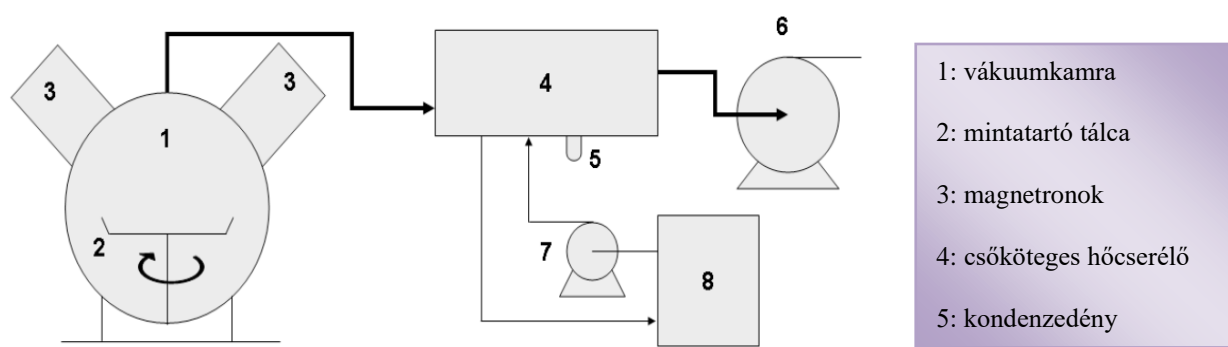 6
3
3
1
4
5
2
7
8
1: vákuumkamra
2: mintatartó tálca
3: magnetronok
4: csőköteges hőcserélő
5: kondenzedény